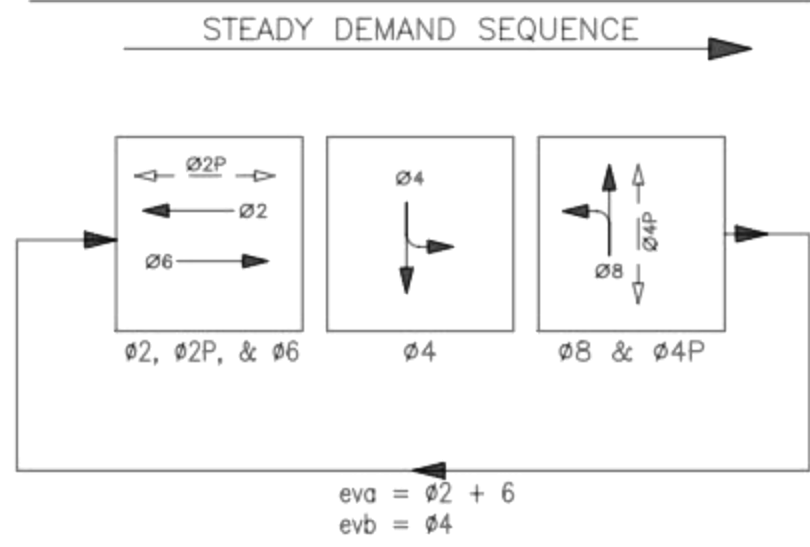 STEADY DEMAND SEQUENCE
Ø2P
Ø2
Ø6
Ø2, Ø2P, & Ø6
Ø4
Ø4
Ø4P
Ø8
Ø8 & Ø4P
eva = Ø2 + 6
evb = Ø4